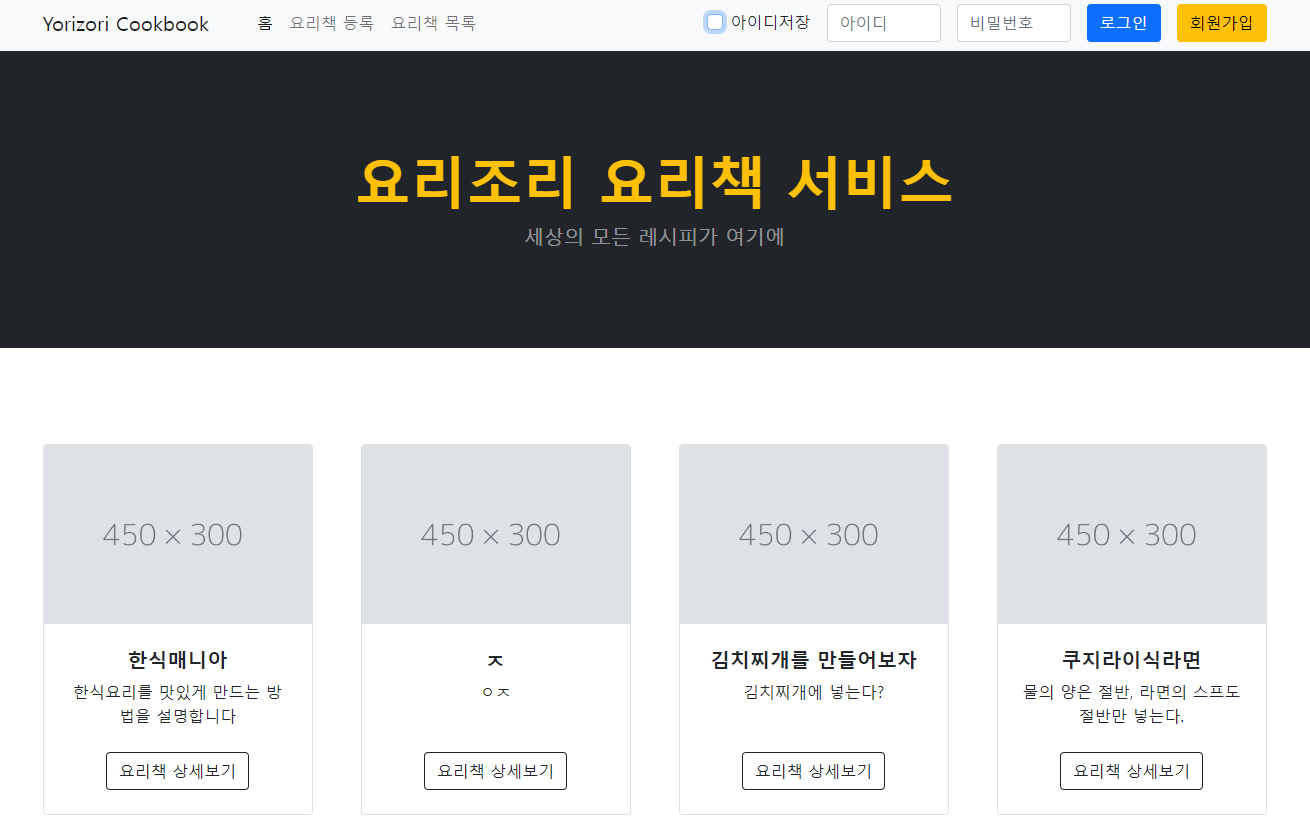 Yorizori Cookbook 홈 요리책 등록 요리책 목록 아이디저장 아이디 비밀번호 로그인 회원가입
요리조리 요리책 서비스
세상의 모든 레시피가 여기에
450 × 300
한식매니아
한식요리를 맛있게 만드는 방
법을 설명합니다
요리책 상세보기
450 × 300
ㅈ
ㅇㅈ
요리책 상세보기
450 × 300
김치찌개를 만들어보자
김치찌개에 넣는다?
요리책 상세보기
450 × 300
쿠지라이식라면
물의 양은 절반, 라면의 스프도
절반만 넣는다.
요리책 상세보기